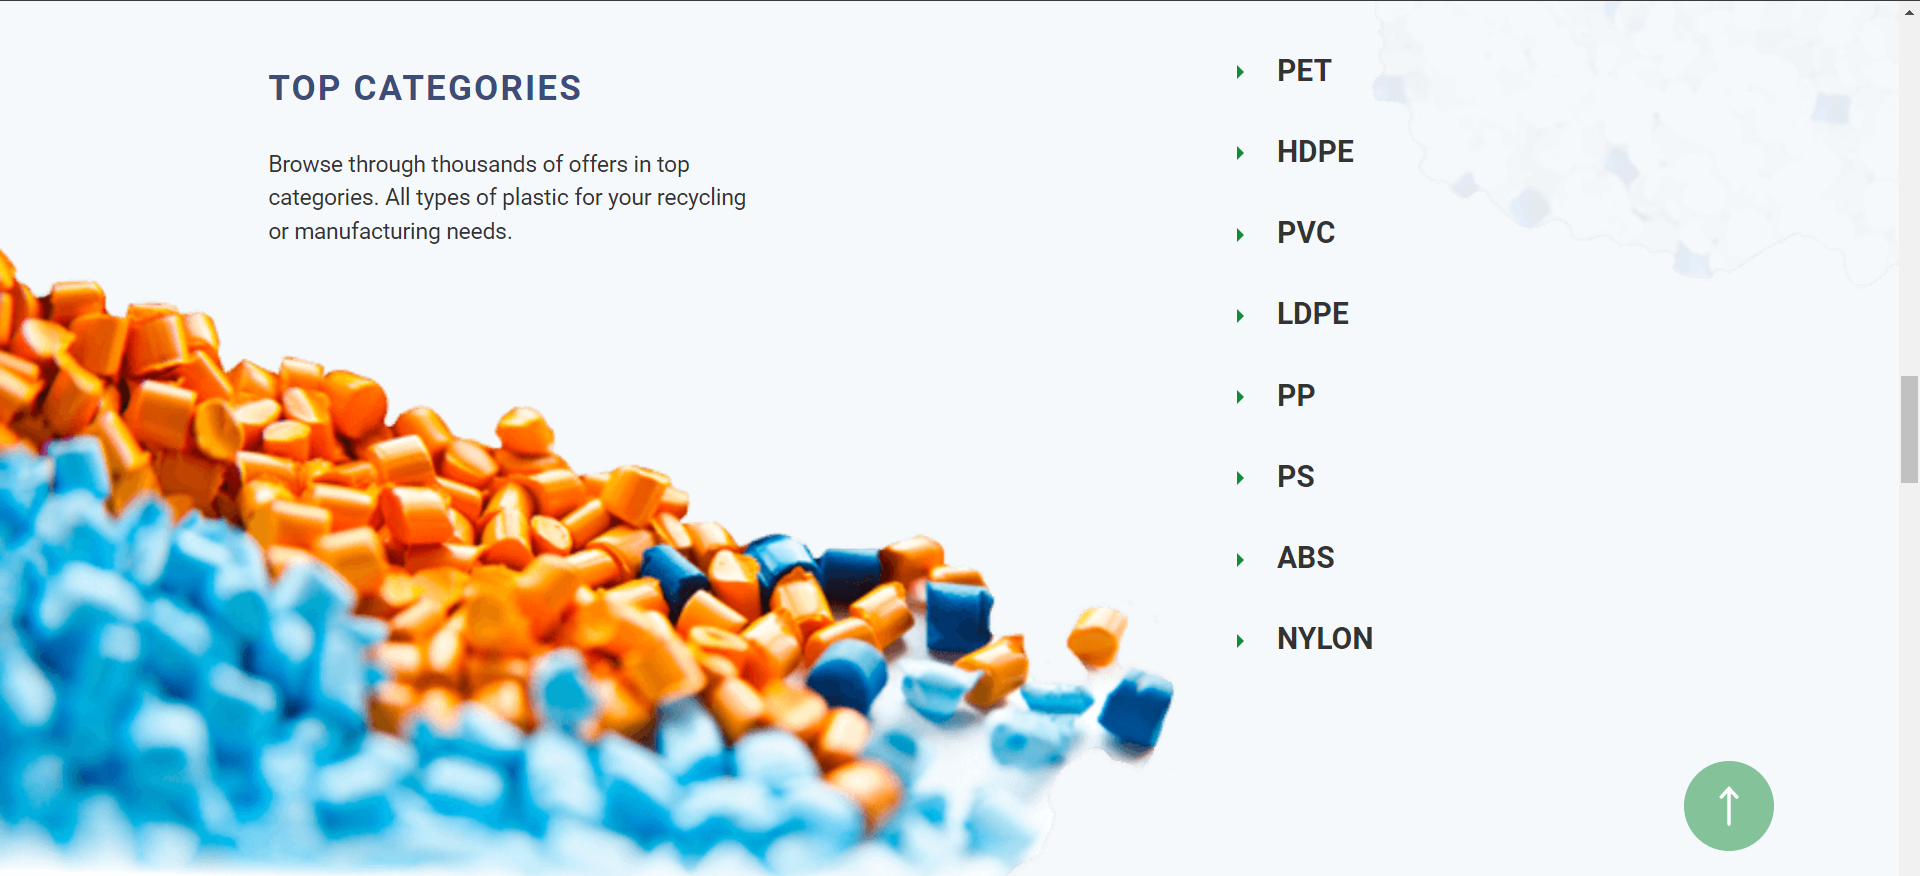 TOP CATEGORIES
Browse through thousands of offers in top
categories. All types of plastic for your recycling
or manufacturing needs.
PET
HDPE
PVC
LDPE
PP
PS
ABS
NYLON